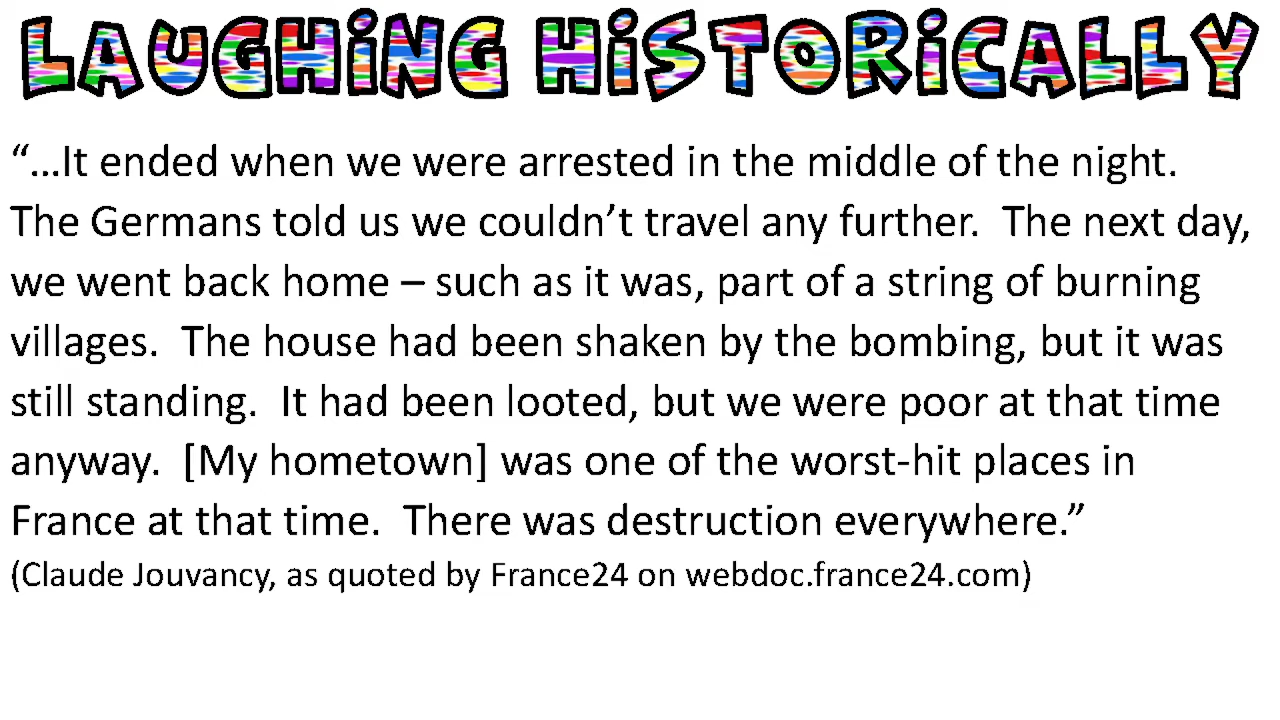 LAUGHiNG HiSTORiCALLY
“…It ended when we were arrested in the middle of the night.
The Germans told us we couldn’t travel any further.  The next day,
we went back home – such as it was, part of a string of burning
villages.  The house had been shaken by the bombing, but it was
still standing.  It had been looted, but we were poor at that time
anyway.  [My hometown] was one of the worst-hit places in
France at that time.  There was destruction everywhere.”
(Claude Jouvancy, as quoted by France24 on webdoc.france24.com)